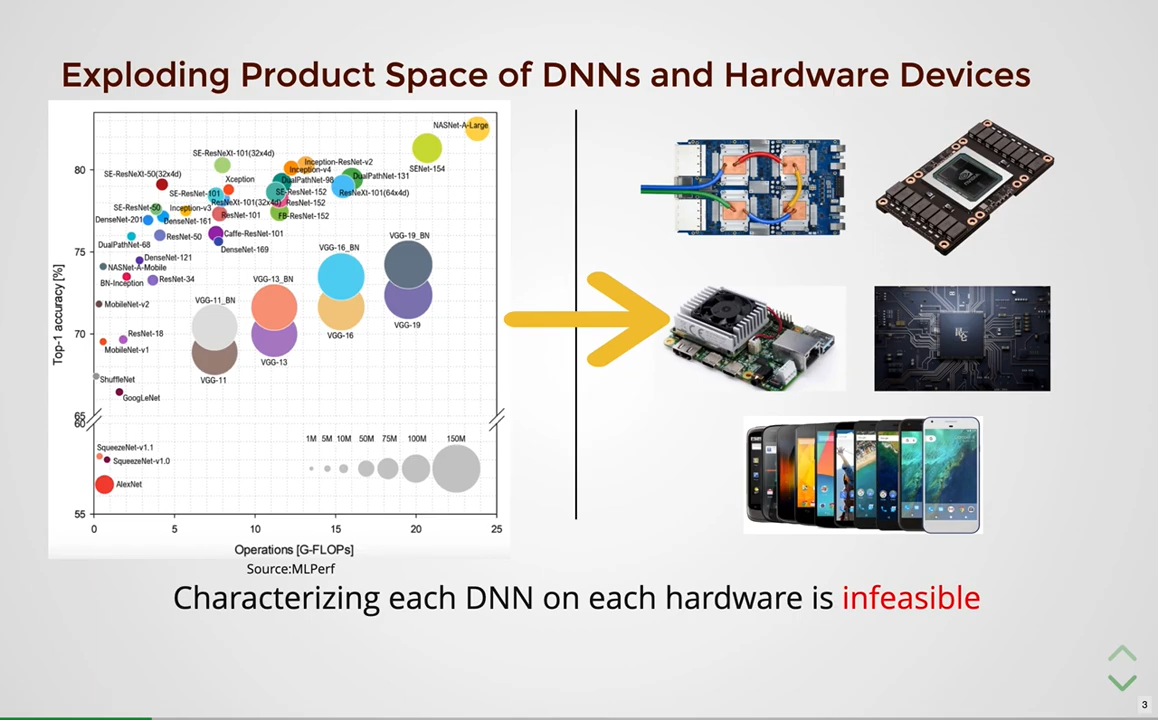 Exploding Product Space of DNNs and Hardware Devices
NASNet-A-Large
SE-ResNeXt-101(32x4d)
Inception-ResNet-v2
Inception-v4
SENet-154
80
SE-ResNeXt-50(32x4d)
Xception
DualPathNet-98
DualPathNet-131
SE-ResNet-101
SE-ResNet-152
ResNeXt-101(64x4d)
SE-ResNet-50
Inception-v3
ResNeXt-101(32x4d)
ResNet-152
DenseNet-201
DenseNet-161
ResNet-101
FB-ResNet-152
ResNet-50
Caffe-ResNet-101
VGG-19_BN
DualPathNet-68
DenseNet-169
VGG-16_BN
75
DenseNet-121
NASNet-A-Mobile
BN-Inception
ResNet-34
VGG-13_BN
VGG-11_BN
MobileNet-v2
VGG-19
70
ResNet-18
VGG-16
MobileNet-v1
VGG-13
ShuffleNet
VGG-11
GoogLeNet
65
60
1M 5M 10M 50M 75M 100M 150M
SqueezeNet-v1.1
SqueezeNet-v1.0
AlexNet
55
0 5 10 15 20 25
Top-1 accuracy [%]
Operations [G-FLOPs]
Source:MLPerf
Characterizing each DNN on each hardware is infeasible
3